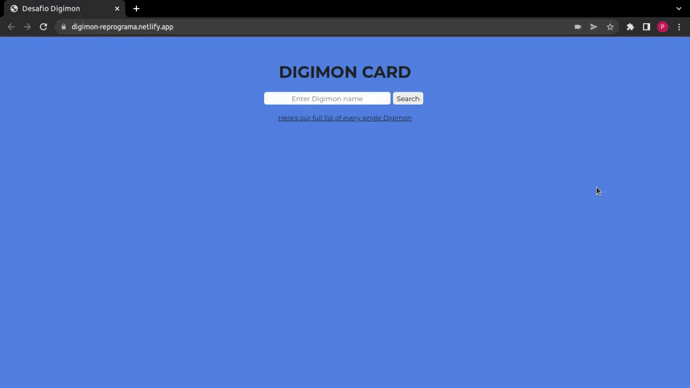 Desafio Digimon
digimon-reprograma.netlify.app
P
DIGIMON CARD
Enter Digimon name
Search
Here's our full list of every single Digimon